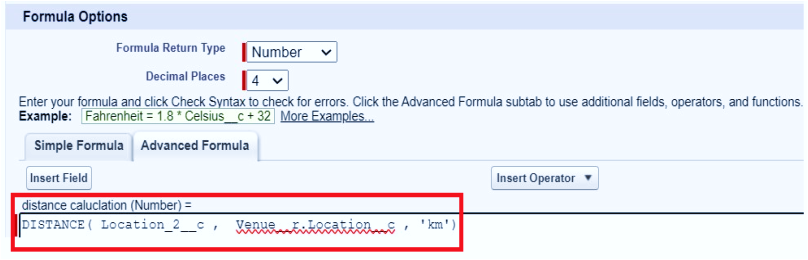 Formula Options
Formula Return Type Number
Decimal Places 4
Enter your formula and click Check Syntax to check for errors. Click the Advanced Formula subtab to use additional fields, operators, and functions.
Example: Fahrenheit = 1.8 * Celsius__c + 32 More Examples...
Simple Formula Advanced Formula
Insert Field Insert Operator ▼
distance caluclation (Number) =
DISTANCE( Location_2__c , Venue__r.Location__c , 'km')